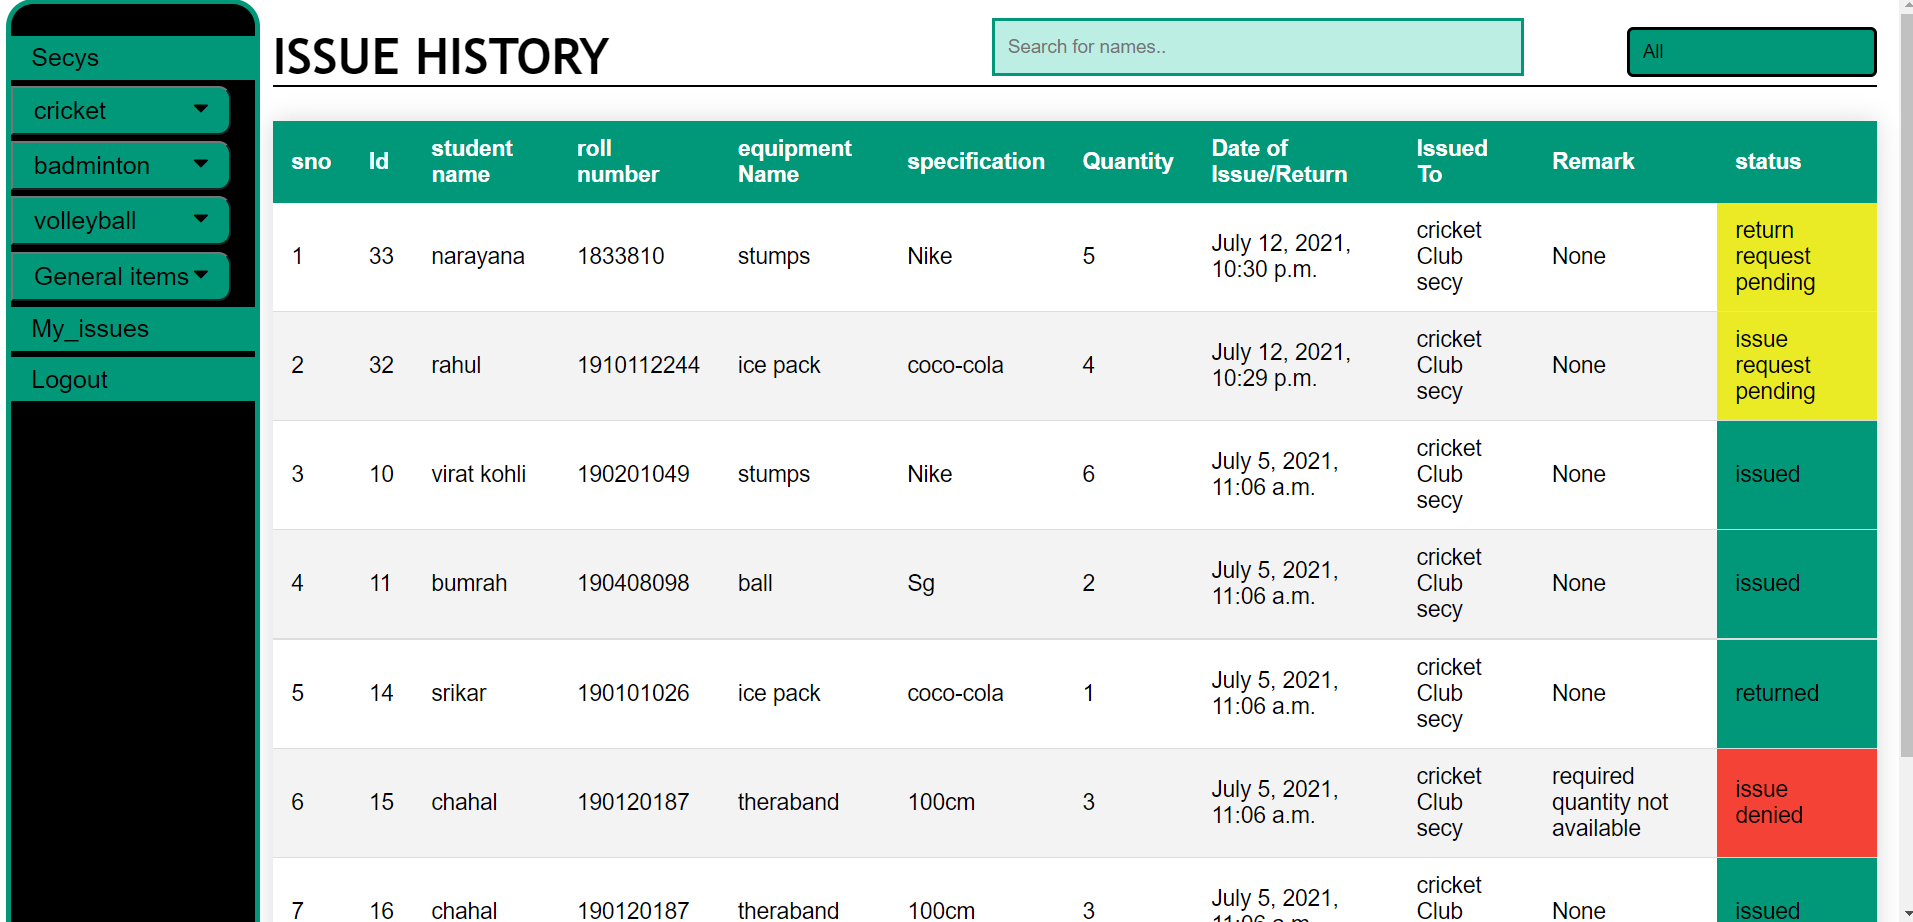 Secys
cricket
badminton
volleyball
General items
My_issues
Logout
ISSUE HISTORY
Search for names..
All
sno Id student name roll number equipment Name specification Quantity Date of Issue/Return Issued To Remark status
1 33 narayana 1833810 stumps Nike 5 July 12, 2021, 10:30 p.m. cricket Club secy None return request pending
2 32 rahul 1910112244 ice pack coco-cola 4 July 12, 2021, 10:29 p.m. cricket Club secy None issue request pending
3 10 virat kohli 190201049 stumps Nike 6 July 5, 2021, 11:06 a.m. cricket Club secy None issued
4 11 bumrah 190408098 ball Sg 2 July 5, 2021, 11:06 a.m. cricket Club secy None issued
5 14 srikar 190101026 ice pack coco-cola 1 July 5, 2021, 11:06 a.m. cricket Club secy None returned
6 15 chahal 190120187 theraband 100cm 3 July 5, 2021, 11:06 a.m. cricket Club secy required quantity not available issue denied
7 16 chahal 190120187 theraband 100cm 3 July 5, 2021, 11:06 a.m. cricket Club None issued